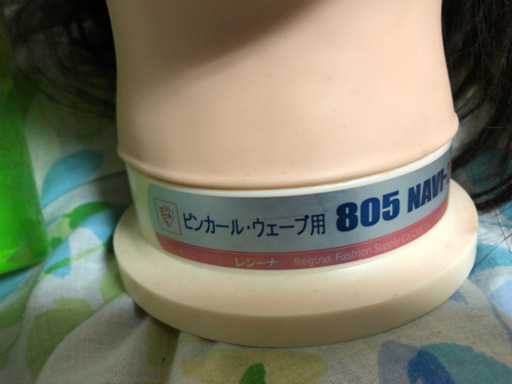 ピンカール・ウェーブ用 805 NAVI-
レジーナ Regina Fashion Supply Co.,Ltd.